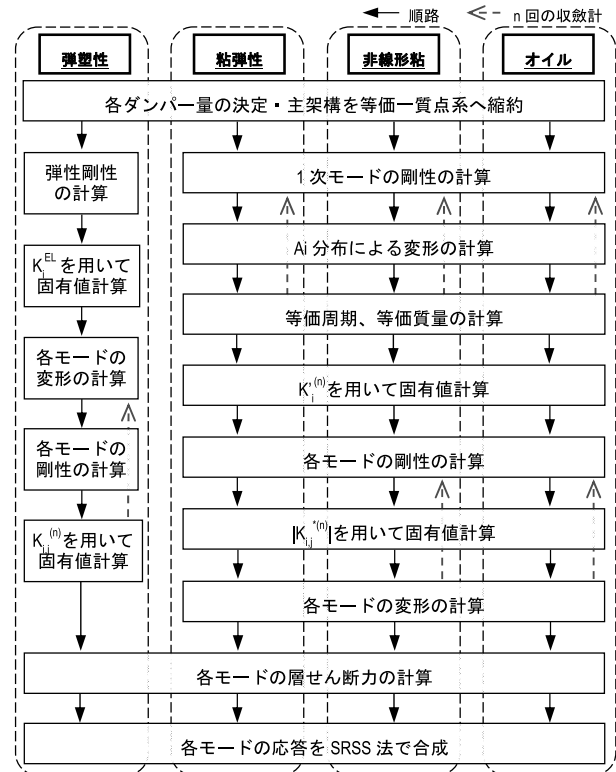 順路
n 回の収斂計
弾塑性
粘弾性
非線形粘
オイル
各ダンパー量の決定・主架構を等価一質点系へ縮約
弾性剛性
の計算
K_i^{EL} を用いて
固有値計算
各モードの
変形の計算
各モードの
剛性の計算
K_{i,j}^{(n)}を用いて
固有値計算
1 次モードの剛性の計算
Ai 分布による変形の計算
等価周期、等価質量の計算
K'_i^{(n)}を用いて固有値計算
各モードの剛性の計算
|K_{i,j}^{*(n)}|を用いて固有値計算
各モードの変形の計算
各モードの層せん断力の計算
各モードの応答を SRSS 法で合成